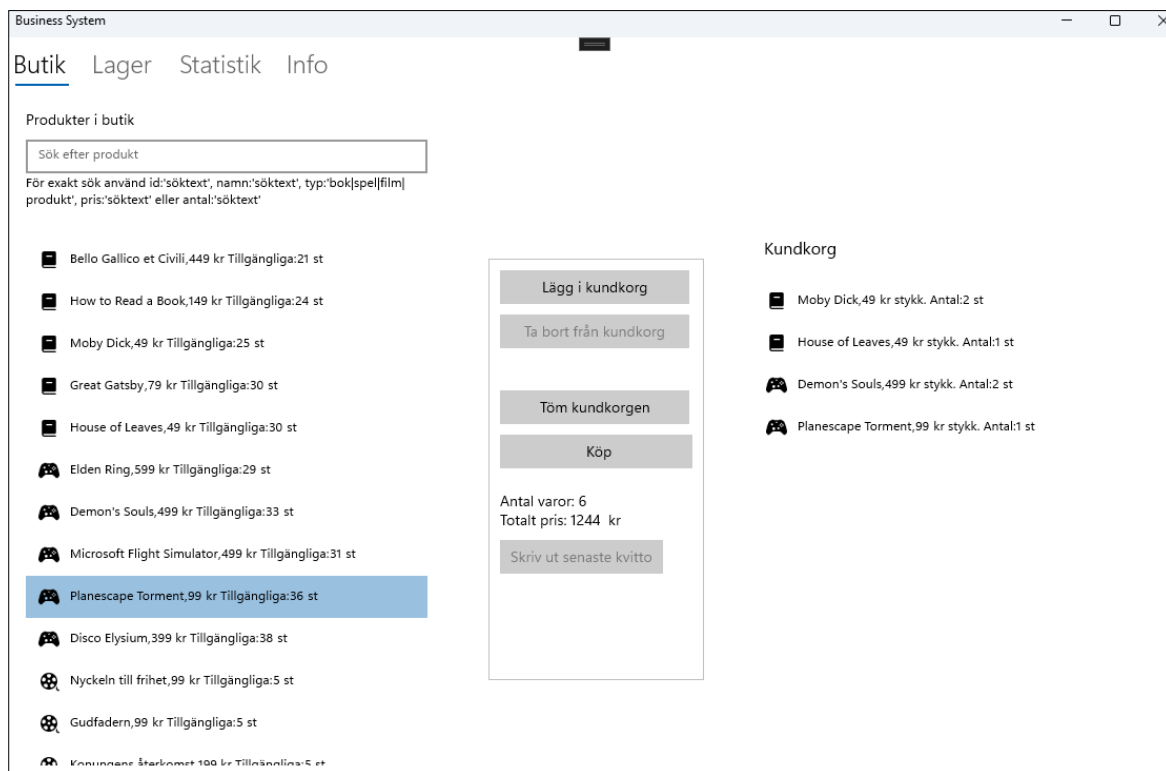 Business System
Butik Lager Statistik Info
Produkter i butik
Sök efter produkt
För exakt sök använd id:'söktext', namn:'söktext', typ:'bok|spel|film|
produkt', pris:'söktext' eller antal:'söktext'
Bello Gallico et Civili,449 kr Tillgängliga:21 st
How to Read a Book,149 kr Tillgängliga:24 st
Moby Dick,49 kr Tillgängliga:25 st
Great Gatsby,79 kr Tillgängliga:30 st
House of Leaves,49 kr Tillgängliga:30 st
Elden Ring,599 kr Tillgängliga:29 st
Demon's Souls,499 kr Tillgängliga:33 st
Microsoft Flight Simulator,499 kr Tillgängliga:31 st
Planescape Torment,99 kr Tillgängliga:36 st
Disco Elysium,399 kr Tillgängliga:38 st
Nyckeln till frihet,99 kr Tillgängliga:5 st
Gudfadern,99 kr Tillgängliga:5 st
Konungens återkomst,199 kr Tillgängliga:5 st
Lägg i kundkorg
Ta bort från kundkorg
Töm kundkorgen
Köp
Antal varor: 6
Totalt pris: 1244 kr
Skriv ut senaste kvitto
Kundkorg
Moby Dick,49 kr stykk. Antal:2 st
House of Leaves,49 kr stykk. Antal:1 st
Demon's Souls,499 kr stykk. Antal:2 st
Planescape Torment,99 kr stykk. Antal:1 st